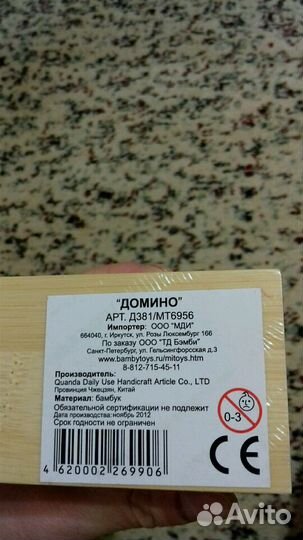 "ДОМИНО"
АРТ. Д381/МТ6956
Импортер: ООО "МДИ"
664040, г. Иркутск, ул. Розы Люксембург 166
По заказу ООО "ТД Бэмби"
Санкт-Петербург, ул. Гельсингфорсская д.3
www.bambytoys.ru/mitoys.htm
8-812-715-45-11
Производитель:
Quanda Daily Use Handicraft Article Co., LTD
Провинция Чжецзян, Китай
Материал: бамбук
Обязательной сертификации не подлежит
Дата производства: ноябрь 2012
Срок годности не ограничен
0-3
CE
4 620002 269906
Avito